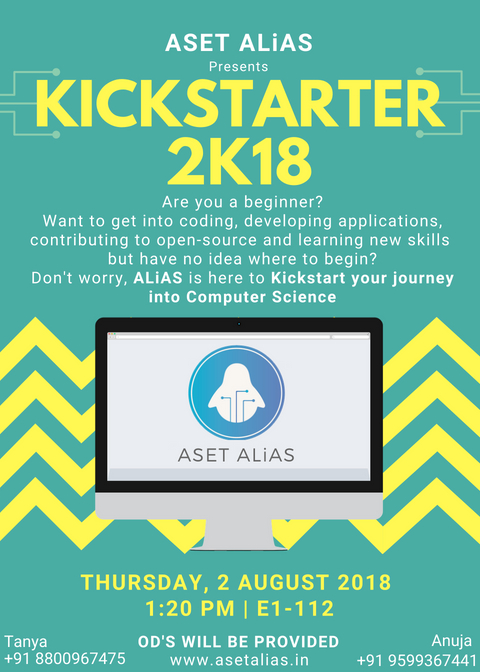 ASET ALiAS
Presents
KICKSTARTER
2K18
Are you a beginner?
Want to get into coding, developing applications,
contributing to open-source and learning new skills
but have no idea where to begin?
Don't worry, ALiAS is here to Kickstart your journey
into Computer Science
ASET ALiAS
THURSDAY, 2 AUGUST 2018
1:20 PM | E1-112
OD'S WILL BE PROVIDED
www.asetalias.in
Tanya
+91 8800967475
Anuja
+91 9599367441